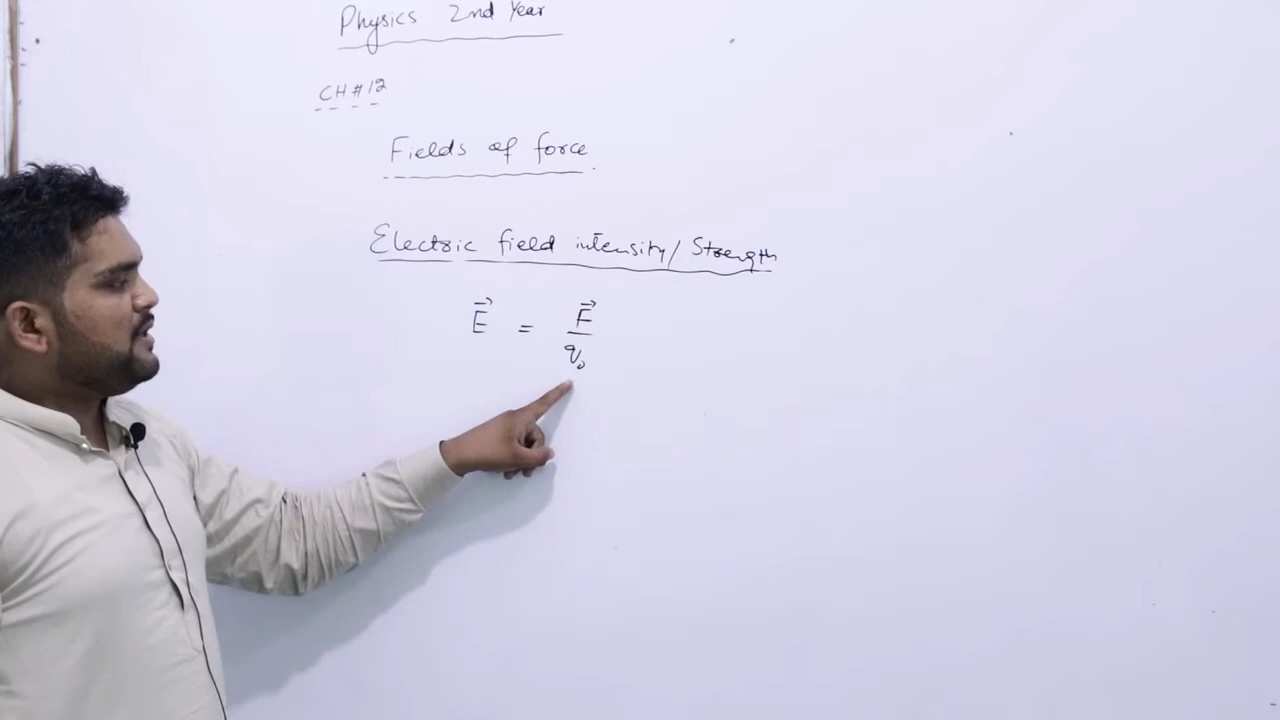 Physics 2nd Year
CH # 12
Fields of force
Electric field intensity / Strength
E⃗ = F⃗ / q₀